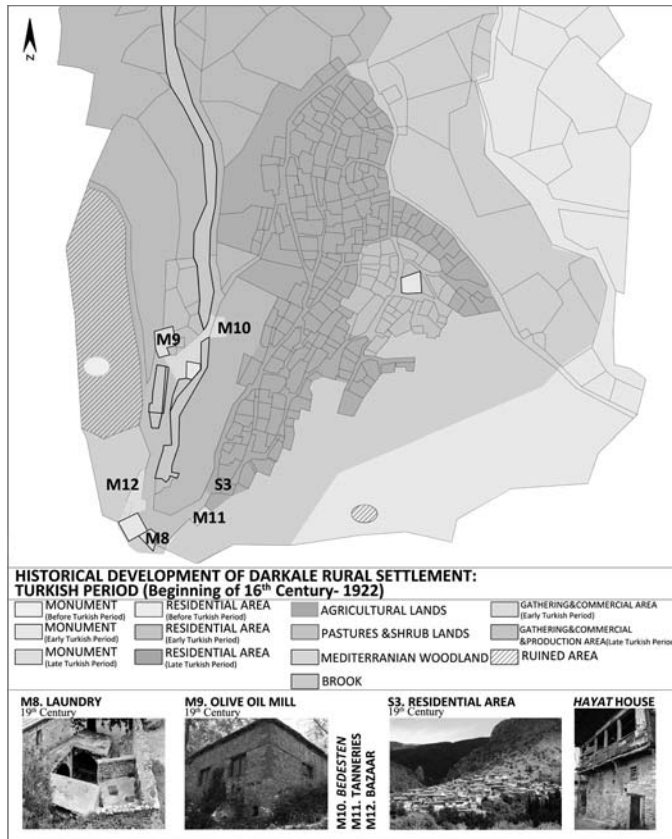 N
M9
M10
M12
S3
M11
M8
HISTORICAL DEVELOPMENT OF DARKALE RURAL SETTLEMENT:
TURKISH PERIOD (Beginning of 16th Century- 1922)
MONUMENT
(Before Turkish Period)
MONUMENT
(Early Turkish Period)
MONUMENT
(Late Turkish Period)
RESIDENTIAL AREA
(Before Turkish Period)
RESIDENTIAL AREA
(Early Turkish Period)
RESIDENTIAL AREA
(Late Turkish Period)
AGRICULTURAL LANDS
PASTURES &SHRUB LANDS
MEDITERRANIAN WOODLAND
BROOK
GATHERING&COMMERCIAL AREA
(Early Turkish Period)
GATHERING&COMMERCIAL
&PRODUCTION AREA(Late Turkish Period)
RUINED AREA
M8. LAUNDRY
19th Century
M9. OLIVE OIL MILL
19th Century
M10. BEDESTEN
M11. TANNERIES
M12. BAZAAR
S3. RESIDENTIAL AREA
19th Century
HAYAT HOUSE